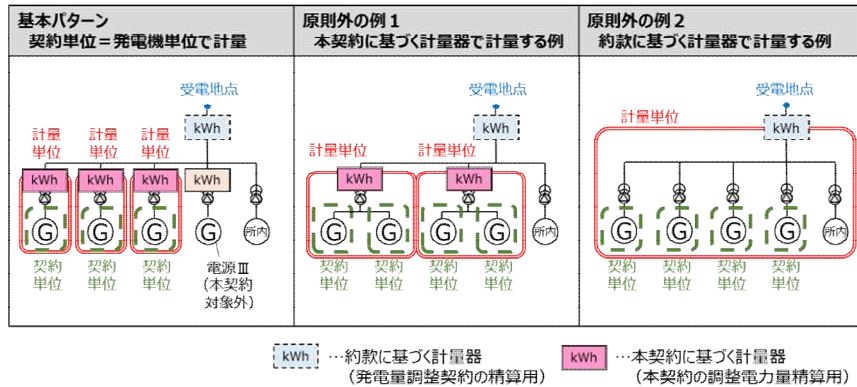 基本パターン
契約単位＝発電機単位で計量
原則外の例１
本契約に基づく計量器で計量する例
原則外の例２
約款に基づく計量器で計量する例
受電地点
kWh
計量
単位
計量
単位
計量
単位
kWh
kWh
kWh
kWh
G
G
G
G
所内
契約
単位
契約
単位
契約
単位
電源Ⅲ
（本契約
対象外）
受電地点
kWh
計量単位
計量単位
kWh
kWh
G
G
G
G
所内
契約
単位
契約
単位
契約
単位
契約
単位
受電地点
計量単位
kWh
G
G
G
G
所内
契約
単位
契約
単位
契約
単位
契約
単位
kWh …約款に基づく計量器
（発電量調整契約の精算用）
kWh …本契約に基づく計量器
（本契約の調整電力量精算用）